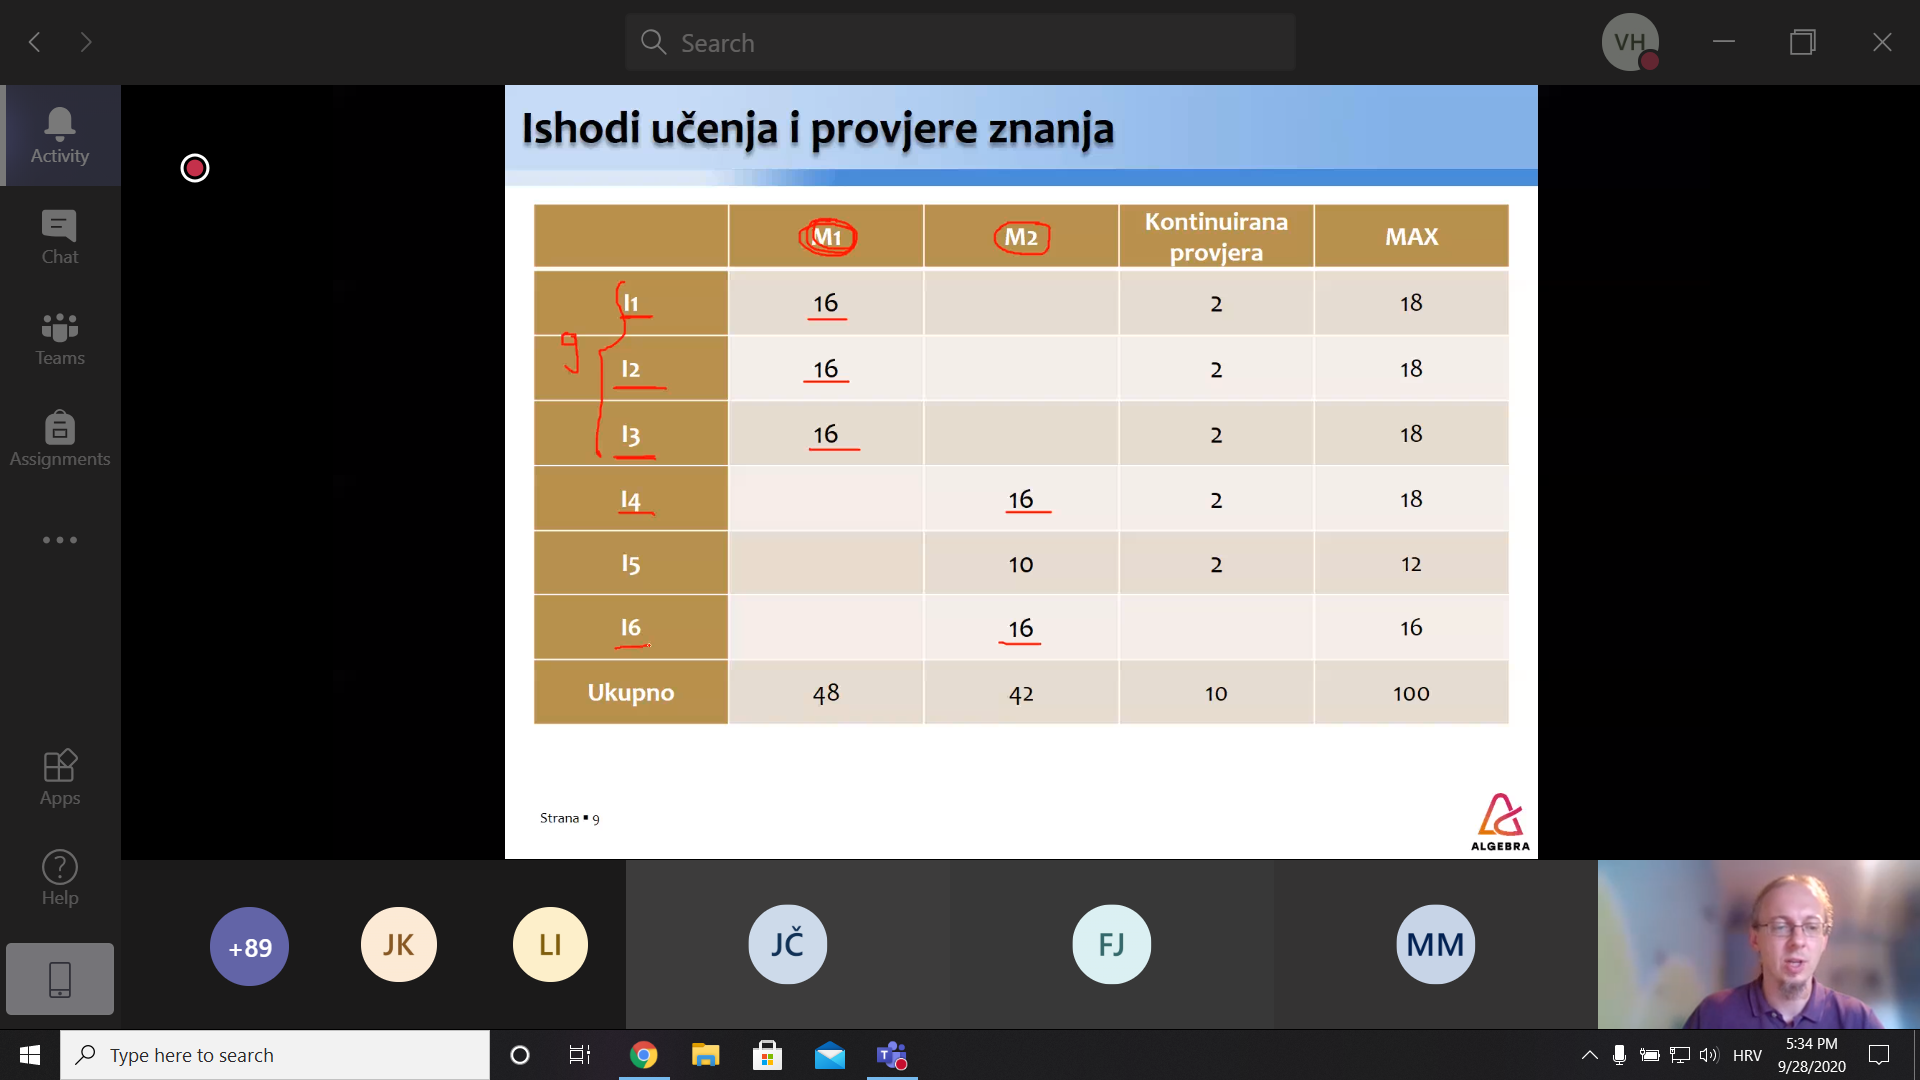 Search
VH
Activity
Chat
Teams
Assignments
Apps
Help
Ishodi učenja i provjere znanja
M1 M2 Kontinuirana provjera MAX
I1 16 2 18
9
I2 16 2 18
I3 16 2 18
I4 16 2 18
I5 10 2 12
I6 16 16
Ukupno 48 42 10 100
Strana ▪ 9
ALGEBRA
+89 JK LI JČ FJ MM
Type here to search
HRV
5:34 PM
9/28/2020